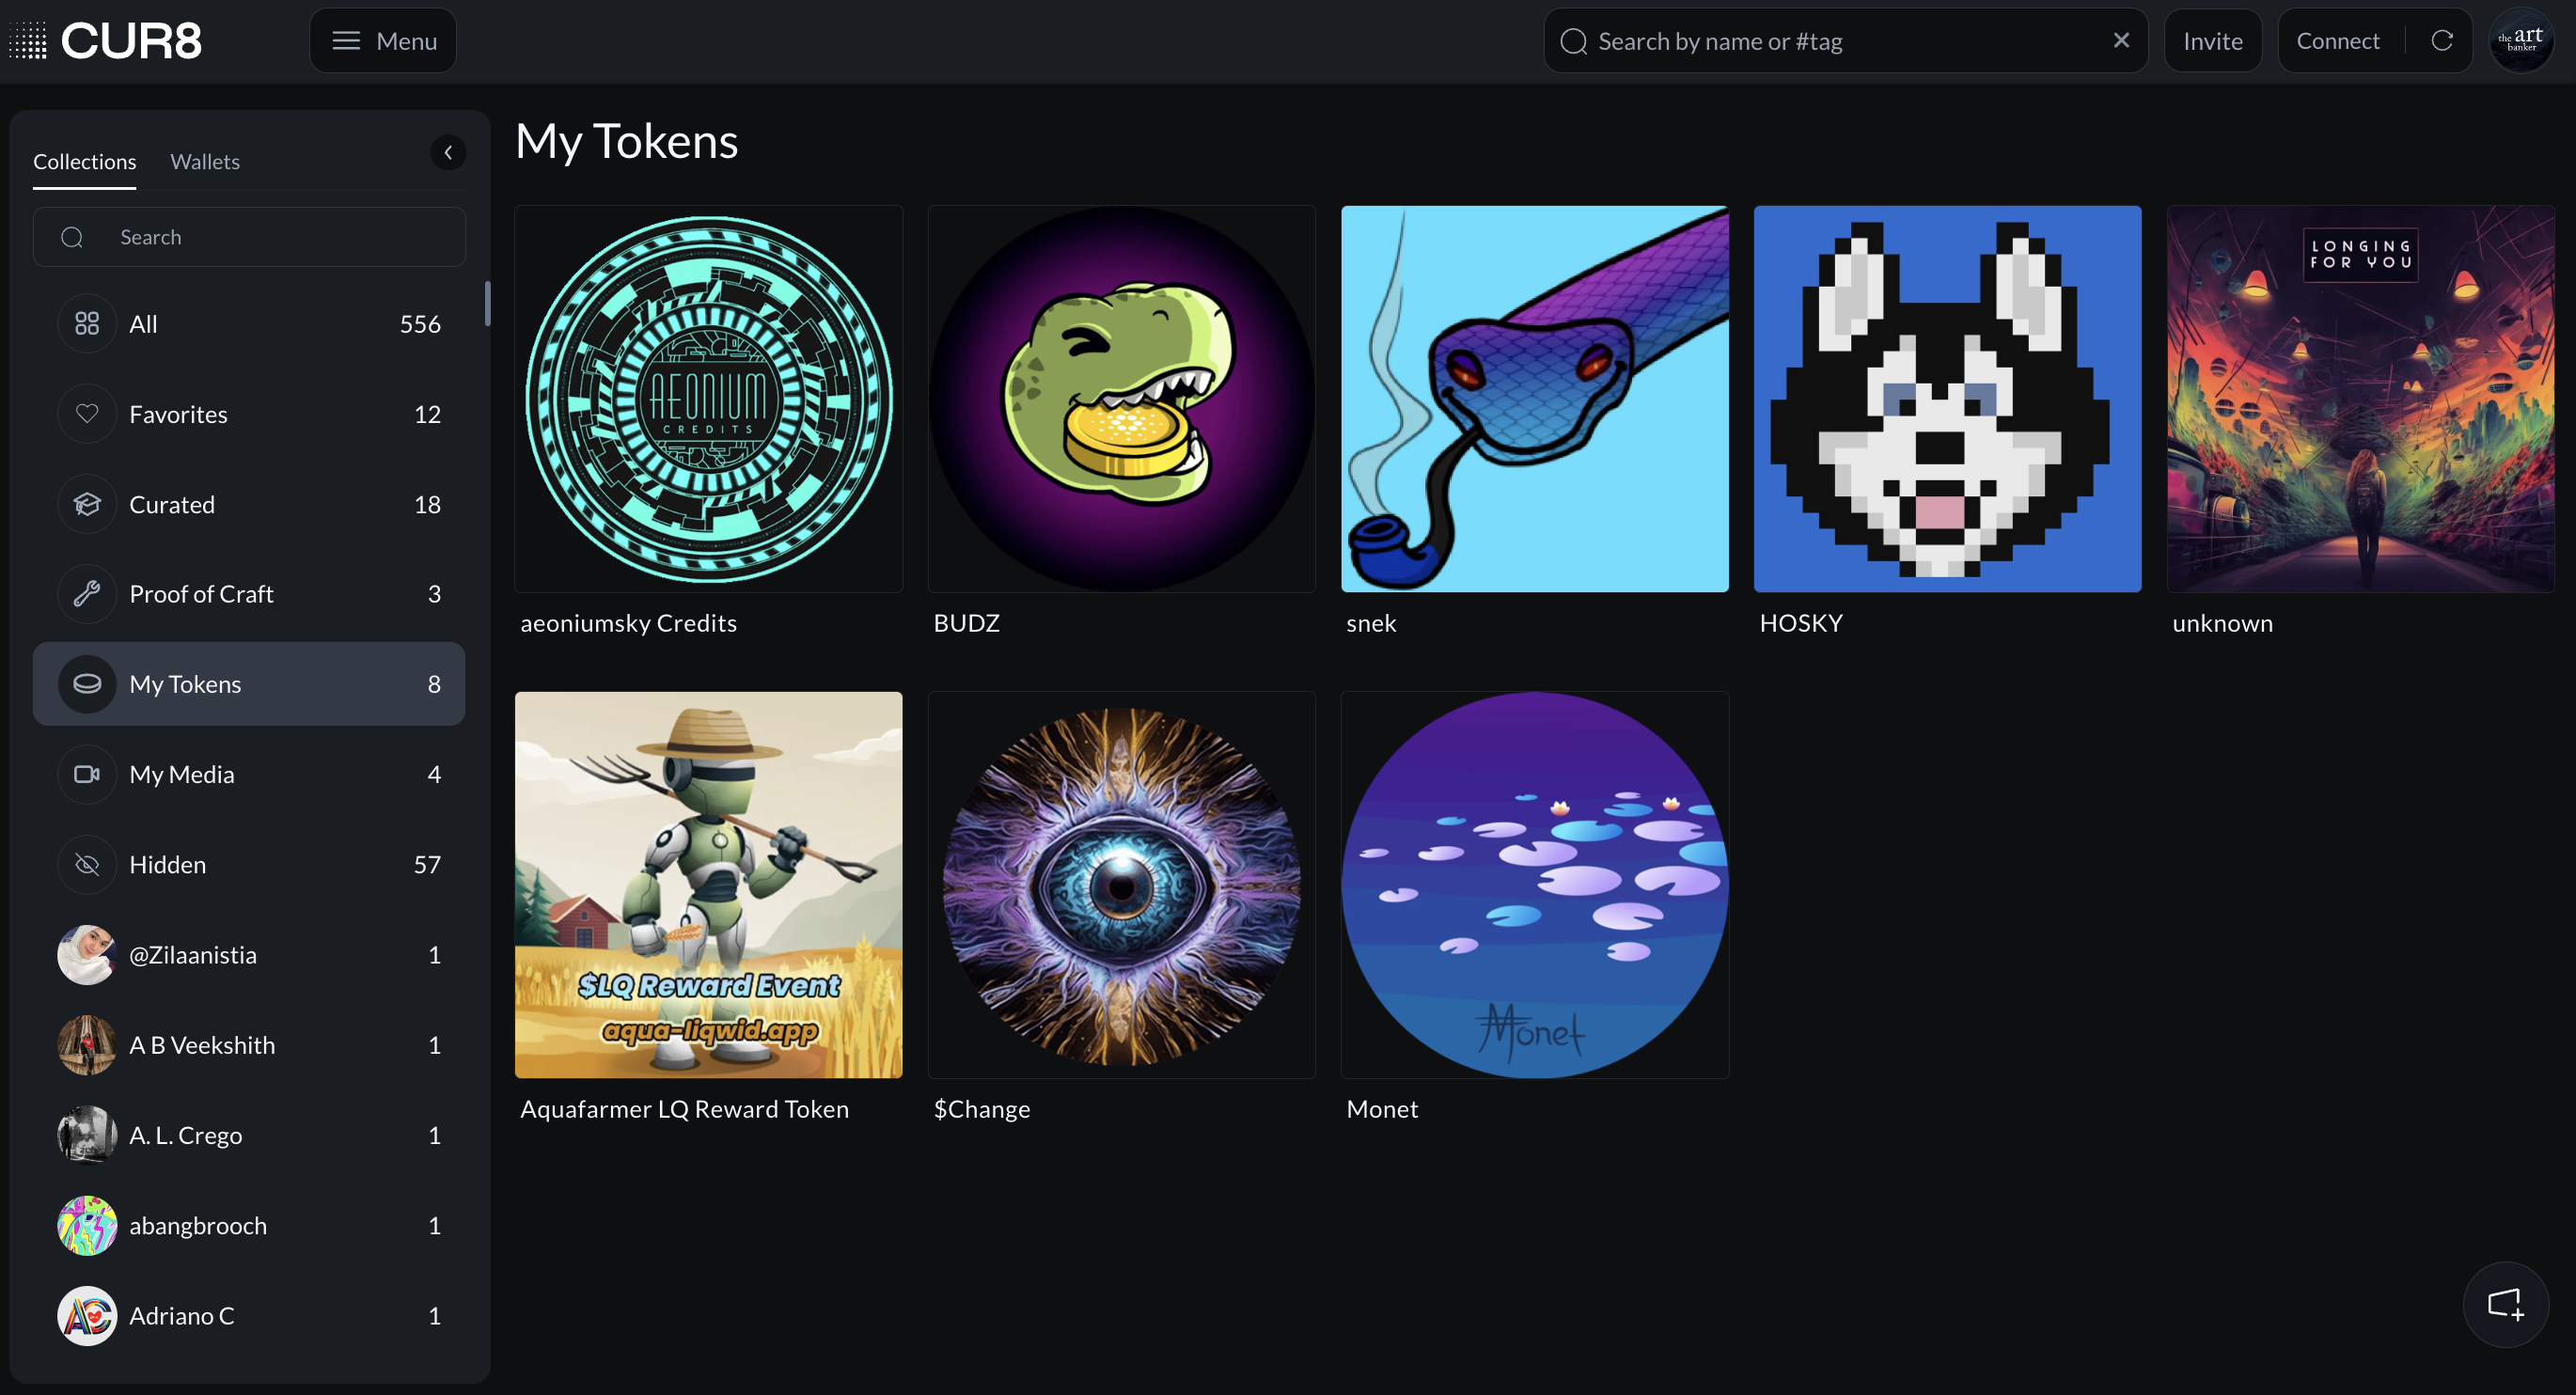 CUR8
Menu
Search by name or #tag
Invite
Connect
the art
banker
Collections
Wallets
Search
All
556
Favorites
12
Curated
18
Proof of Craft
3
My Tokens
8
My Media
4
Hidden
57
@Zilaanistia
1
A B Veekshith
1
A. L. Crego
1
abangbrooch
1
Adriano C
1
My Tokens
AEONIUM
CREDITS
aeoniumsky Credits
BUDZ
snek
HOSKY
LONGING
FOR YOU
unknown
$LQ Reward Event
aqua-liqwid.app
Aquafarmer LQ Reward Token
$Change
Monet
Monet